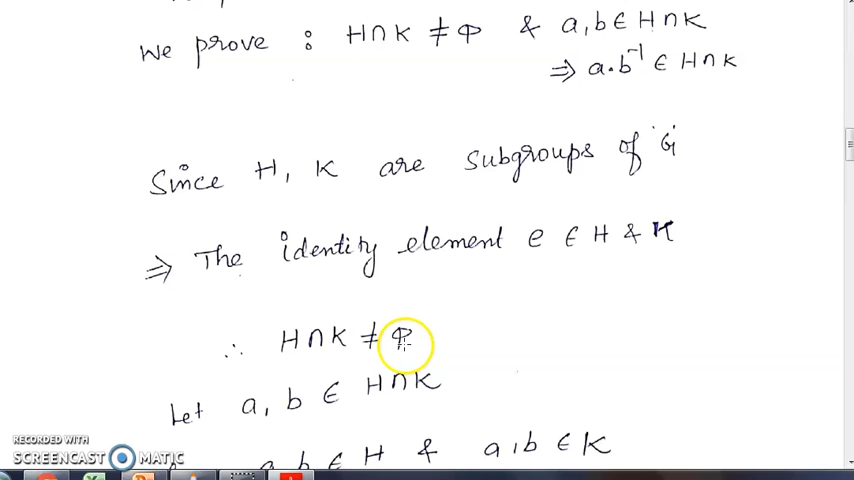 We prove : H∩K ≠ Φ & a,b ∈ H∩K
⇒ a.b⁻¹ ∈ H∩K
Since H, K are subgroups of G
⇒ The identity element e ∈ H & K
∴ H∩K ≠ Φ
Let a, b ∈ H∩K
a, b ∈ H & a,b ∈ K
RECORDED WITH
SCREENCAST MATIC